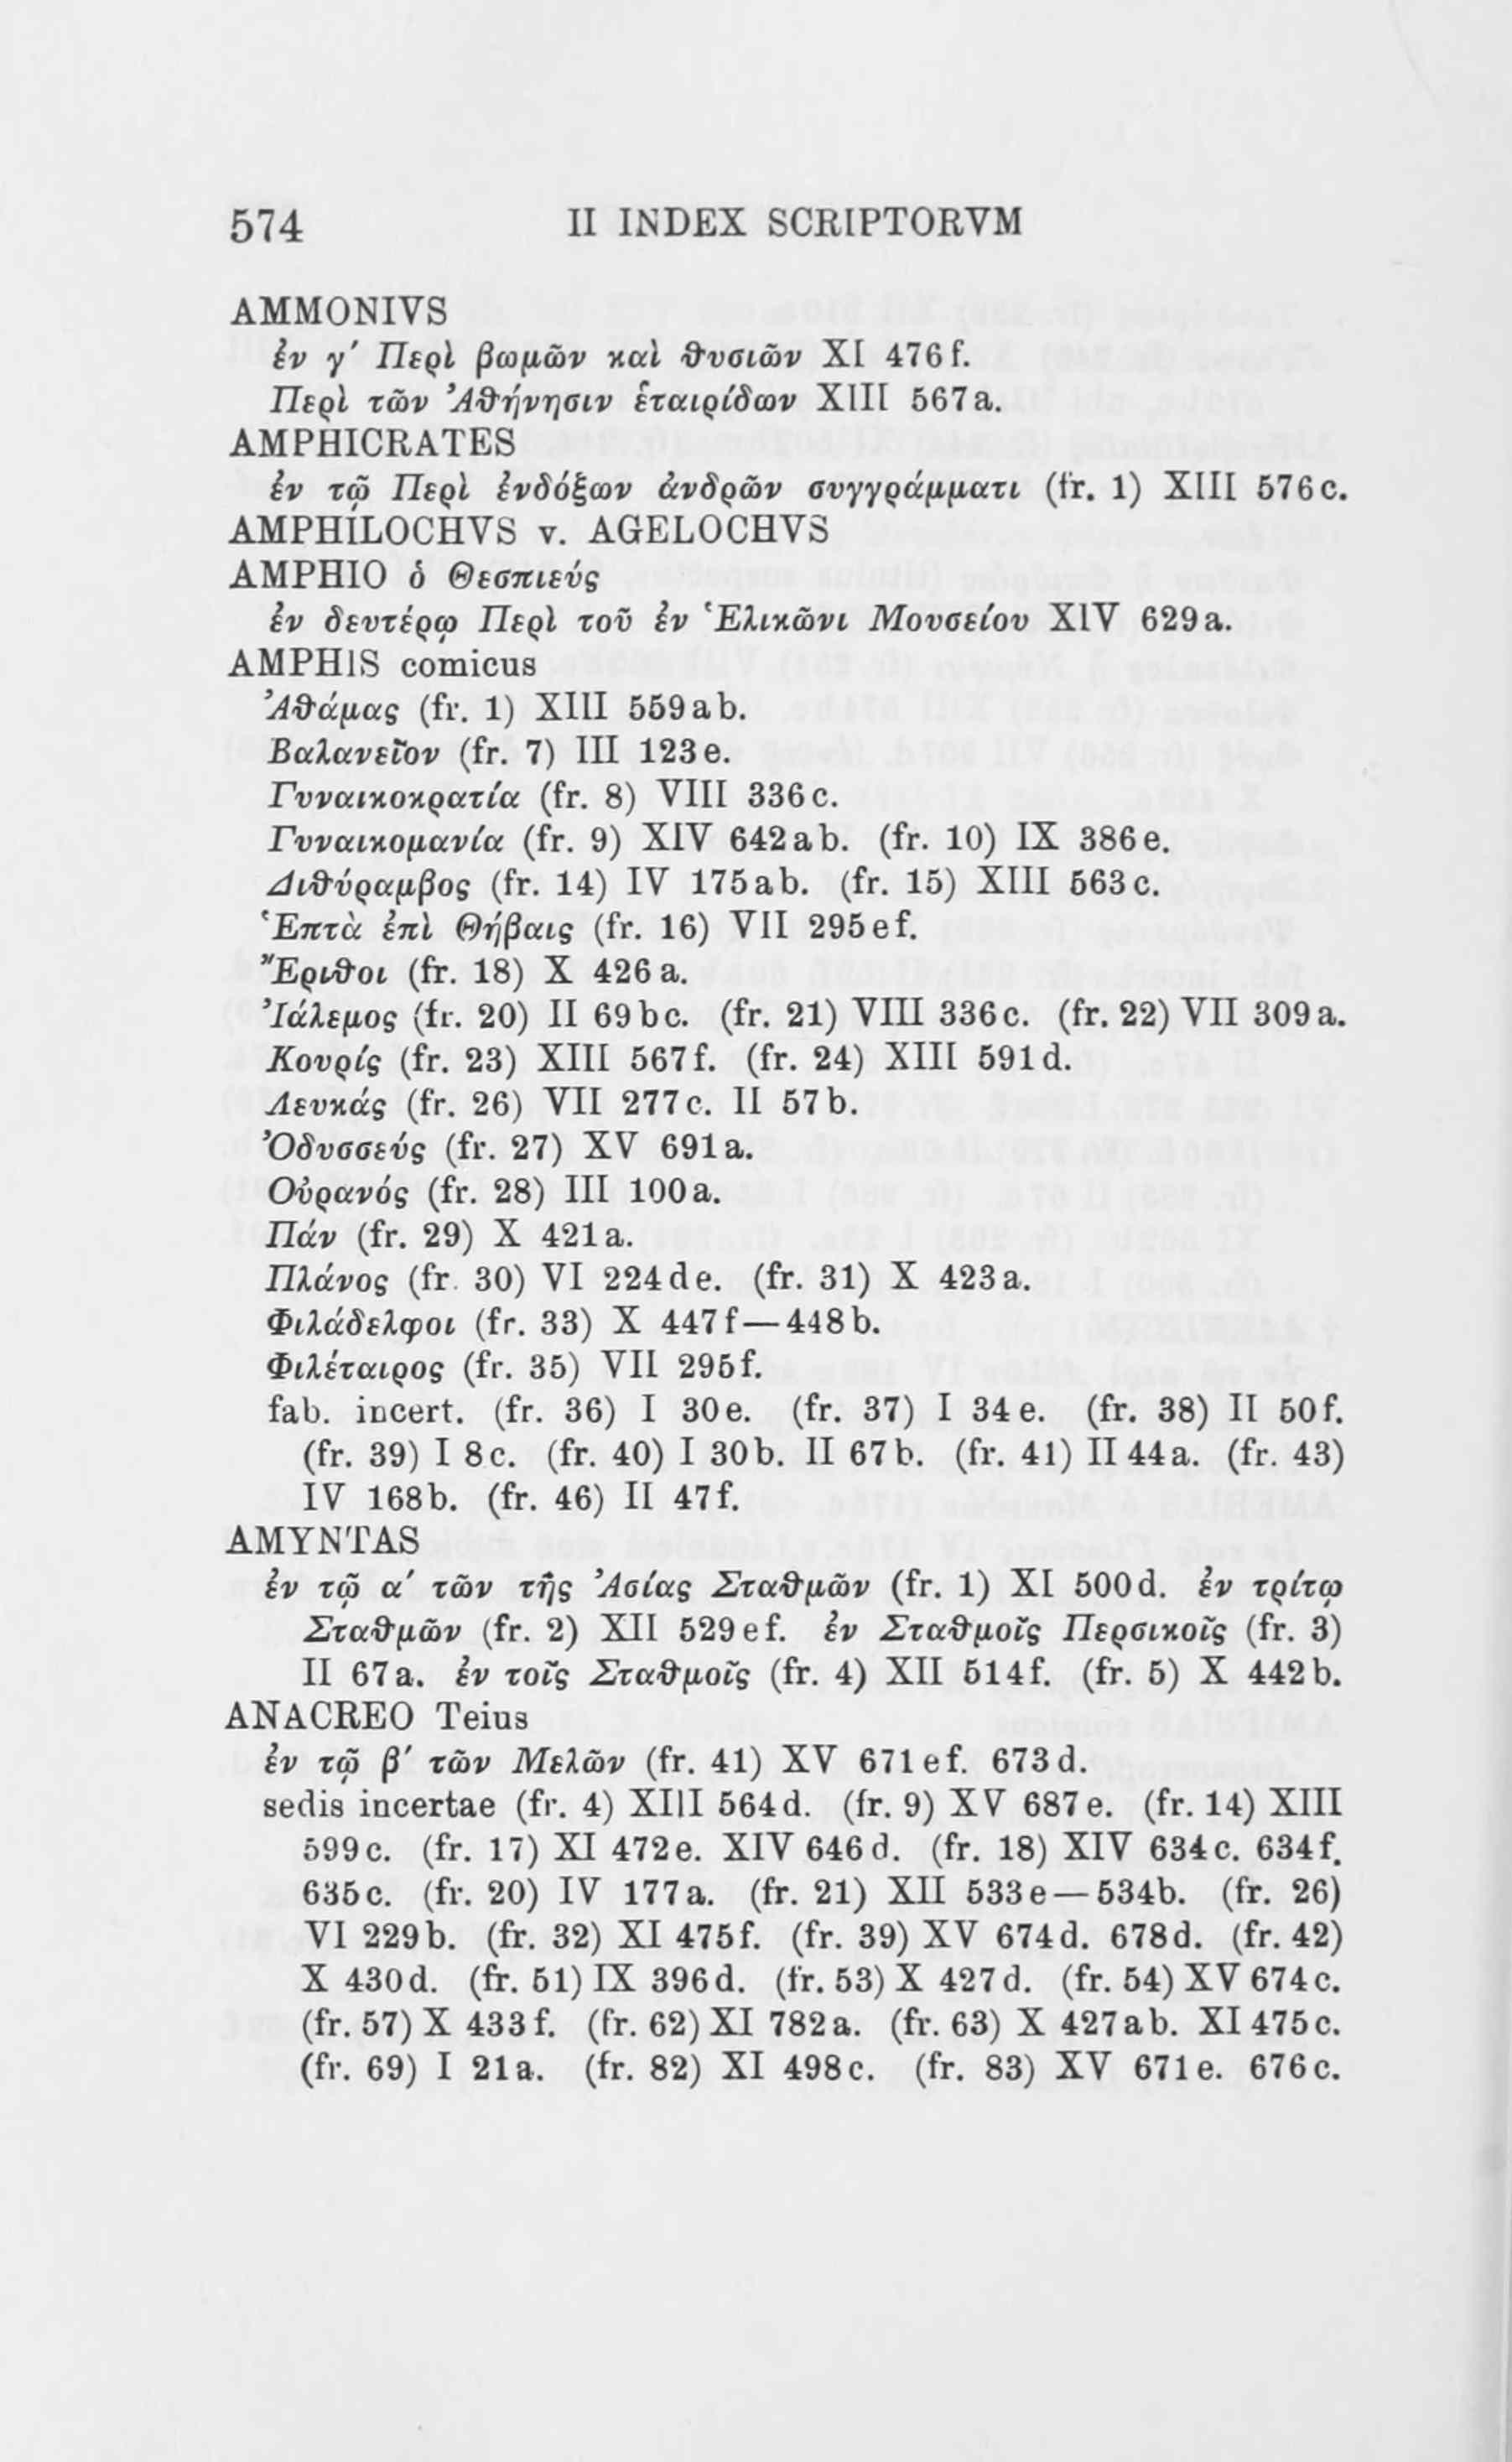 574 II INDEX SCRIPTORVM
AMMONIVS
ἐν γ′ Περὶ βωμῶν καὶ θυσιῶν XI 476 f.
Περὶ τῶν Ἀθήνησιν ἑταιρίδων XIII 567 a.
AMPHICRATES
ἐν τῷ Περὶ ἐνδόξων ἀνδρῶν συγγράμματι (fr. 1) XIII 576 c.
AMPHILOCHVS v. AGELOCHVS
AMPHIO ὁ Θεσπιεύς
ἐν δευτέρῳ Περὶ τοῦ ἐν Ἑλικῶνι Μουσείου XIV 629 a.
AMPHIS comicus
Ἀθάμας (fr. 1) XIII 559 a b.
Βαλανεῖον (fr. 7) III 123 e.
Γυναικοκρατία (fr. 8) VIII 336 c.
Γυναικομανία (fr. 9) XIV 642 a b. (fr. 10) IX 386 e.
Διθύραμβος (fr. 14) IV 175 ab. (fr. 15) XIII 563 c.
Ἑπτὰ ἐπὶ Θήβαις (fr. 16) VII 295 e f.
Ἔριθοι (fr. 18) X 426 a.
Ἰάλεμος (fr. 20) II 69 b c. (fr. 21) VIII 336 c. (fr. 22) VII 309 a.
Κουρίς (fr. 23) XIII 567 f. (fr. 24) XIII 591 d.
Λευκάς (fr. 26) VII 277 c. II 57 b.
Ὀδυσσεύς (fr. 27) XV 691 a.
Οὐρανός (fr. 28) III 100 a.
Πάν (fr. 29) X 421 a.
Πλάνος (fr. 30) VI 224 d e. (fr. 31) X 423 a.
Φιλάδελφοι (fr. 33) X 447 f — 448 b.
Φιλέταιρος (fr. 35) VII 295 f.
fab. incert. (fr. 36) I 30 e. (fr. 37) I 34 e. (fr. 38) II 50 f.
(fr. 39) I 8 c. (fr. 40) I 30 b. II 67 b. (fr. 41) II 44 a. (fr. 43)
IV 168 b. (fr. 46) II 47 f.
AMYNTAS
ἐν τῷ α′ τῶν τῆς Ἀσίας Σταθμῶν (fr. 1) XI 500 d. ἐν τρίτῳ
Σταθμῶν (fr. 2) XII 529 e f. ἐν Σταθμοῖς Περσικοῖς (fr. 3)
II 67 a. ἐν τοῖς Σταθμοῖς (fr. 4) XII 514 f. (fr. 5) X 442 b.
ANACREO Teius
ἐν τῷ β′ τῶν Μελῶν (fr. 41) XV 671 e f. 673 d.
sedis incertae (fr. 4) XIII 564 d. (fr. 9) XV 687 e. (fr. 14) XIII
599 c. (fr. 17) XI 472 e. XIV 646 d. (fr. 18) XIV 634 c. 634 f.
635 c. (fr. 20) IV 177 a. (fr. 21) XII 533 e — 534 b. (fr. 26)
VI 229 b. (fr. 32) XI 475 f. (fr. 39) XV 674 d. 678 d. (fr. 42)
X 430 d. (fr. 51) IX 396 d. (fr. 53) X 427 d. (fr. 54) XV 674 c.
(fr. 57) X 433 f. (fr. 62) XI 782 a. (fr. 63) X 427 a b. XI 475 c.
(fr. 69) I 21 a. (fr. 82) XI 498 c. (fr. 83) XV 671 e. 676 c.